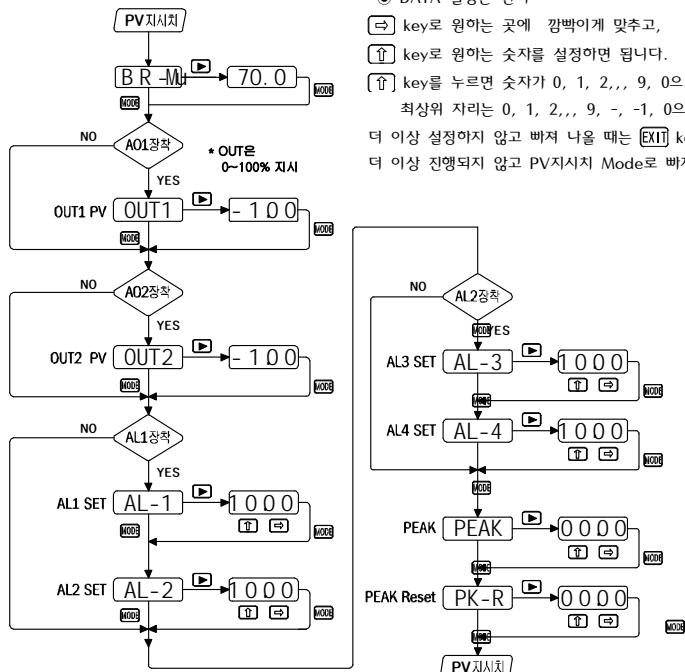 PV지시치
◉ DATA 설정은 편닉
⇨ key로 원하는 곳에 깜빡이게 맞추고,
⇧ key로 원하는 숫자를 설정하면 됩니다.
⇧ key를 누르면 숫자가 0, 1, 2,,, 9, 0으
최상위 자리는 0, 1, 2,,, 9, -, -1, 0으
더 이상 설정하지 않고 빠져 나올 때는 EXIT k
더 이상 진행되지 않고 PV지시치 Mode로 빠져
BR-Mu ▶ 70.0
MODE MODE
NO AO1장착
* OUT은
0~100% 지시
YES
OUT1 PV OUT1 ▶ -1.00
MODE MODE
NO AO2장착
YES
OUT2 PV OUT2 ▶ -1.00
MODE MODE
NO AL1장착
YES
AL1 SET AL-1 ▶ 1000
MODE ⇧ ⇨ MODE
AL2 SET AL-2 ▶ 1000
MODE ⇧ ⇨ MODE
NO AL2장착
MODE YES
AL3 SET AL-3 ▶ 1000
MODE ⇧ ⇨ MODE
AL4 SET AL-4 ▶ 1000
⇧ ⇨ MODE
MODE
PEAK PEAK ▶ 0000
MODE ⇧ ⇨ MODE
PEAK Reset PK-R ▶ 0000
MODE ⇧ ⇨ MODE
PV지시치